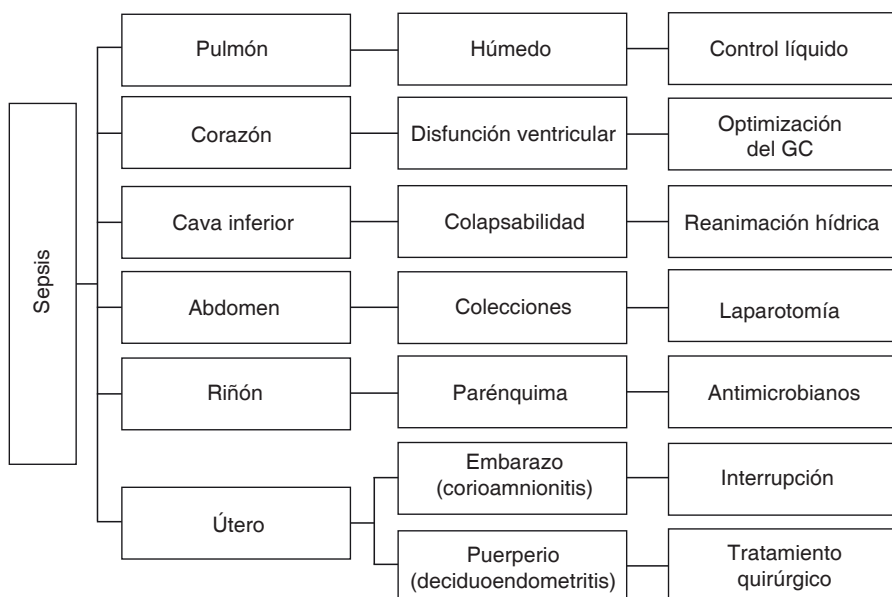 Sepsis
Pulmón
Húmedo
Control líquido
Corazón
Disfunción ventricular
Optimización
del GC
Cava inferior
Colapsabilidad
Reanimación hídrica
Abdomen
Colecciones
Laparotomía
Riñón
Parénquima
Antimicrobianos
Útero
Embarazo
(corioamnionitis)
Interrupción
Puerperio
(deciduoendometritis)
Tratamiento
quirúrgico